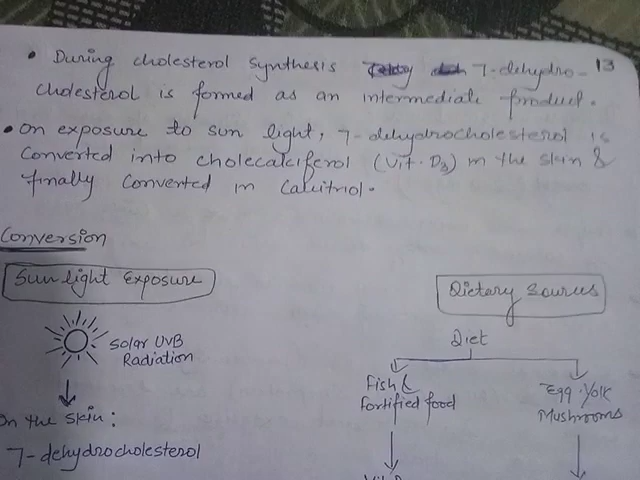 13
• During cholesterol synthesis 7-dehydro-
cholesterol is formed as an intermediate product.
• On exposure to sun light, 7-dehydrocholesterol is
converted into cholecalciferol (Vit. D3) in the skin &
finally converted in calcitriol.
Conversion
Sun light Exposure
Solar UVB
Radiation
On the skin:
7-dehydrocholesterol
Dietary Sources
Diet
Fish &
Fortified food
Egg. Yolk
Mushrooms